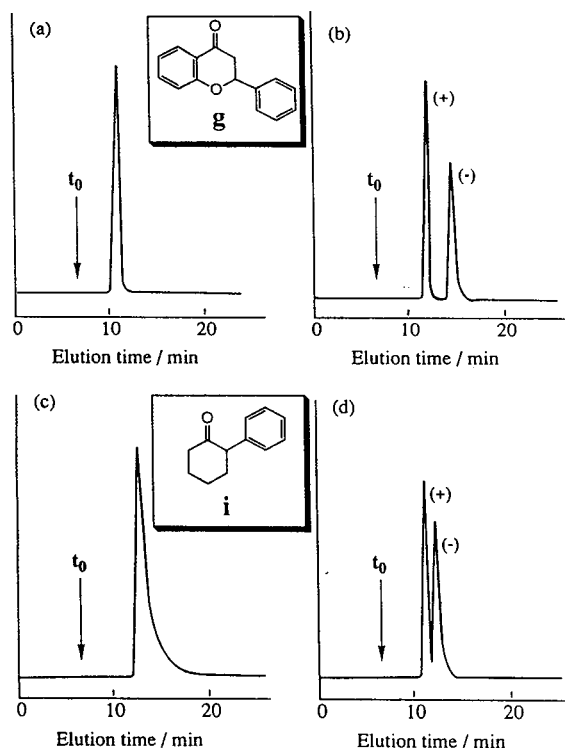 (a)
O
O
g
t0
0 10 20
Elution time / min
(b)
(+)
(-)
t0
0 10 20
Elution time / min
(c)
O
i
t0
0 10 20
Elution time / min
(d)
(+)
(-)
t0
0 10 20
Elution time / min